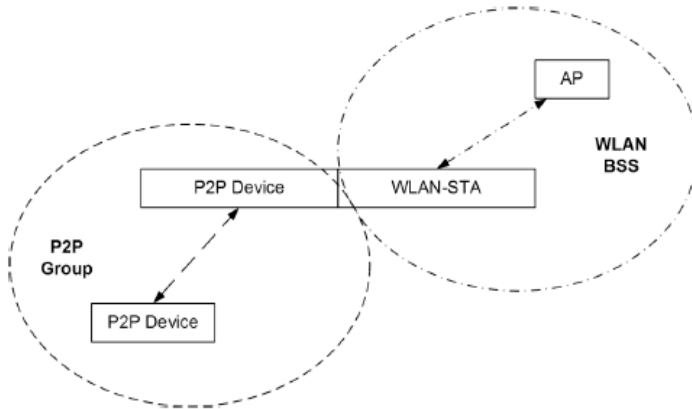 AP
WLAN
BSS
P2P Device
WLAN-STA
P2P
Group
P2P Device